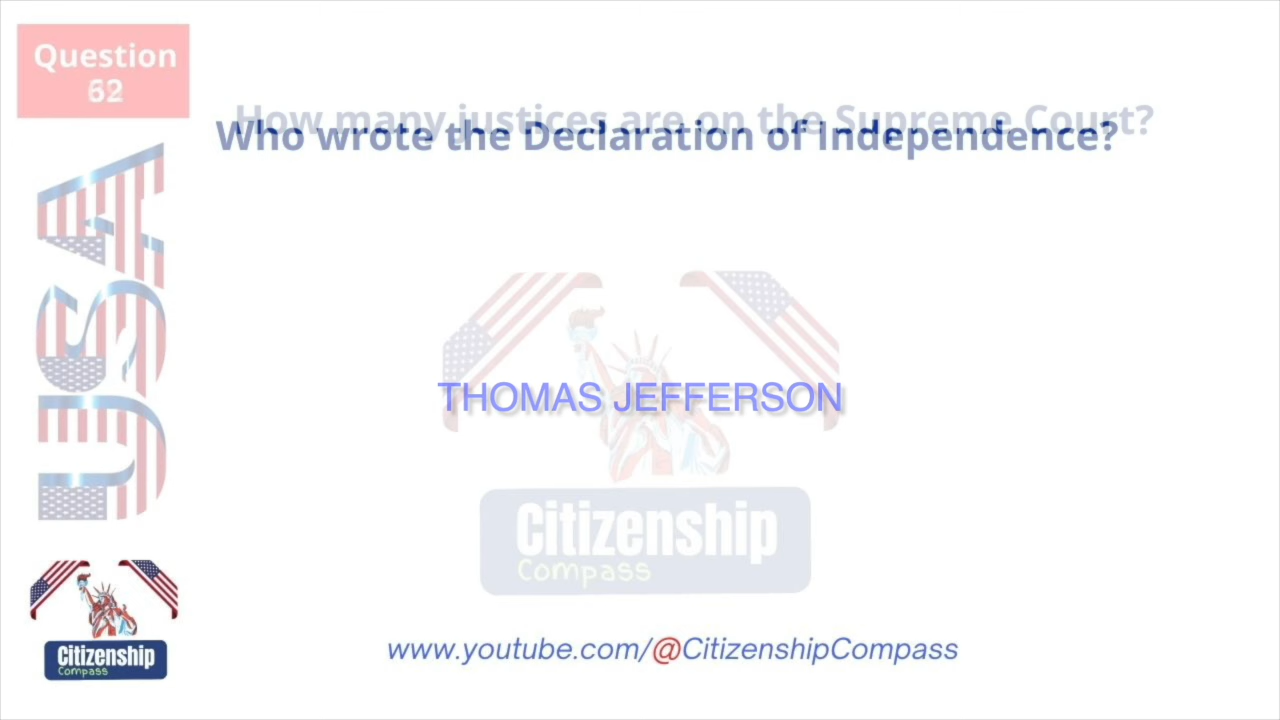 Question
62
How many justices are on the Supreme Court?
Who wrote the Declaration of Independence?
THOMAS JEFFERSON
Citizenship
Compass
Citizenship
Compass
www.youtube.com/@CitizenshipCompass
USA